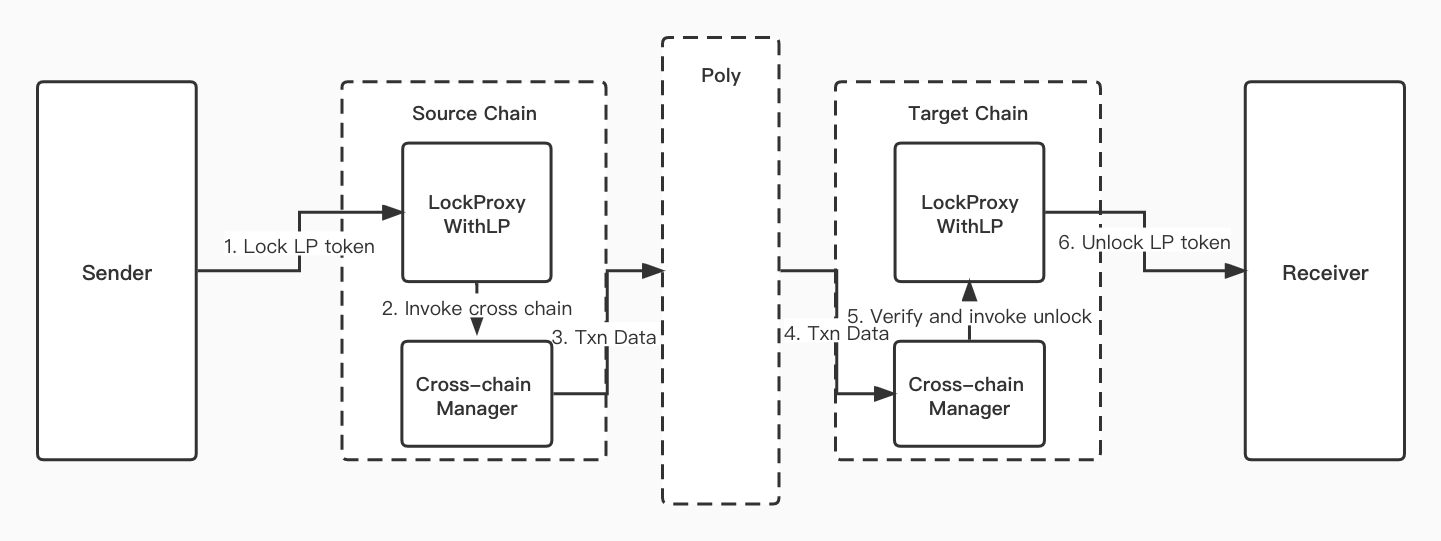 Sender
1. Lock LP token
Source Chain
LockProxy
WithLP
2. Invoke cross chain
Cross-chain
Manager
3. Txn Data
Poly
4. Txn Data
Target Chain
LockProxy
WithLP
5. Verify and invoke unlock
Cross-chain
Manager
6. Unlock LP token
Receiver